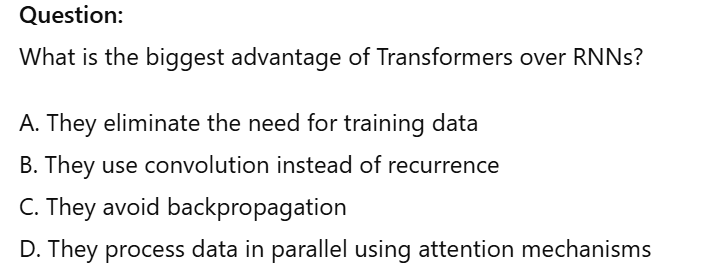 Question:
What is the biggest advantage of Transformers over RNNs?
A. They eliminate the need for training data
B. They use convolution instead of recurrence
C. They avoid backpropagation
D. They process data in parallel using attention mechanisms